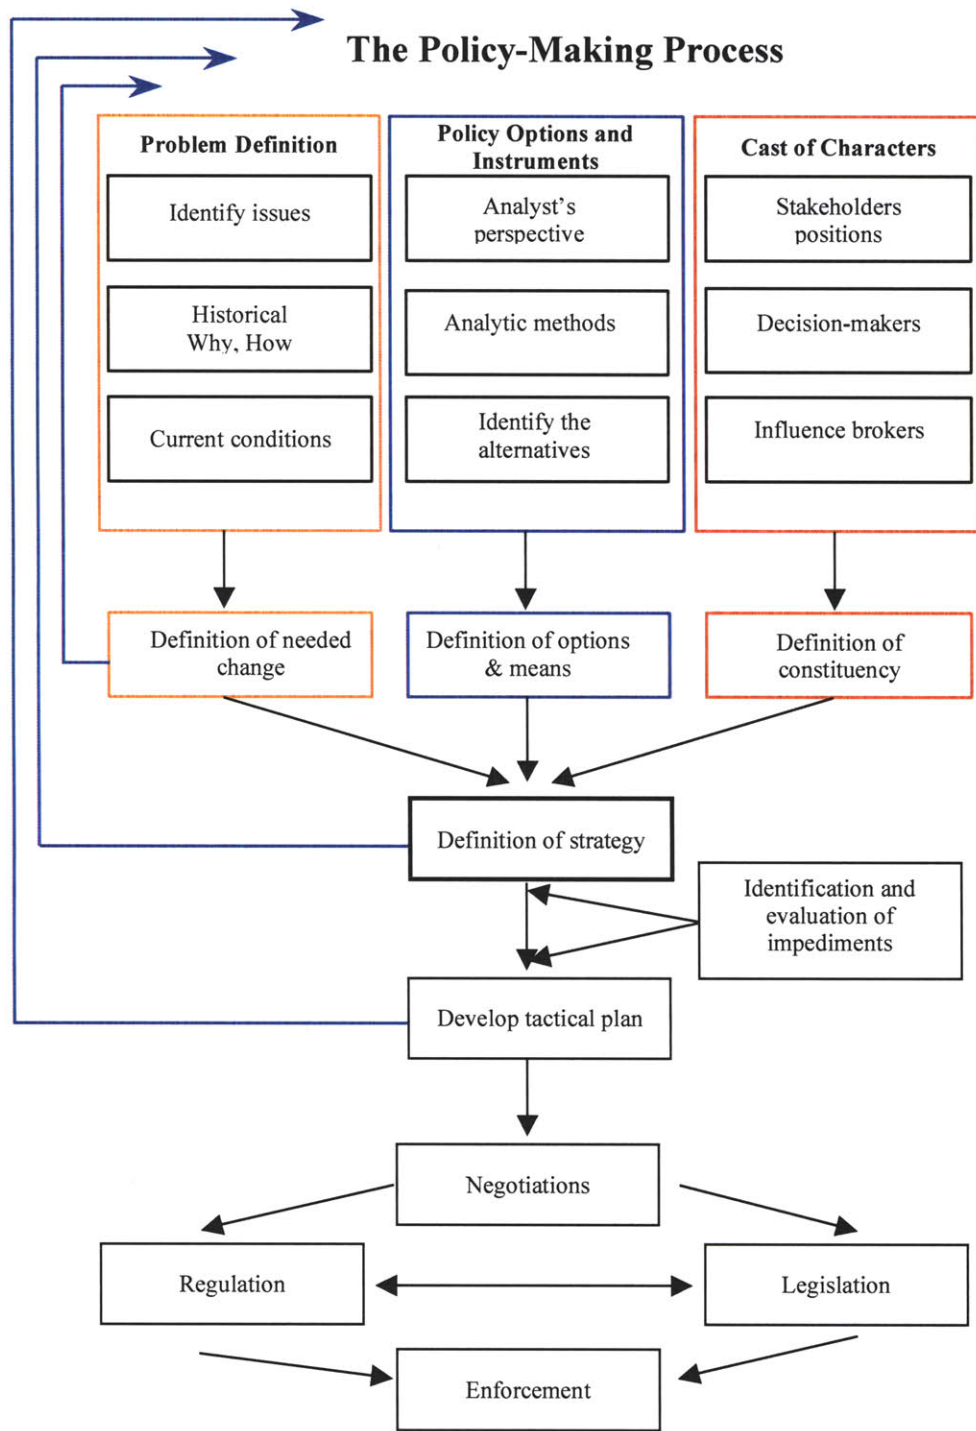 The Policy-Making Process
Problem Definition
Identify issues
Historical
Why, How
Current conditions
Policy Options and
Instruments
Analyst's
perspective
Analytic methods
Identify the
alternatives
Cast of Characters
Stakeholders
positions
Decision-makers
Influence brokers
Definition of needed
change
Definition of options
& means
Definition of
constituency
Definition of strategy
Identification and
evaluation of
impediments
Develop tactical plan
Negotiations
Regulation
Legislation
Enforcement